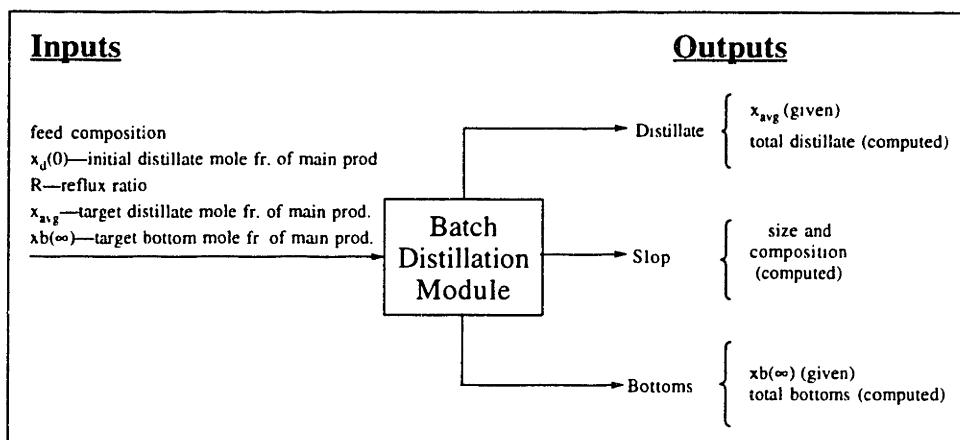 Inputs
Outputs
feed composition
x_d(0)—initial distillate mole fr. of main prod
R—reflux ratio
x_avg—target distillate mole fr. of main prod.
xb(∞)—target bottom mole fr of main prod.
Batch
Distillation
Module
Distillate
x_avg (given)
total distillate (computed)
Slop
size and
composition
(computed)
Bottoms
xb(∞) (given)
total bottoms (computed)